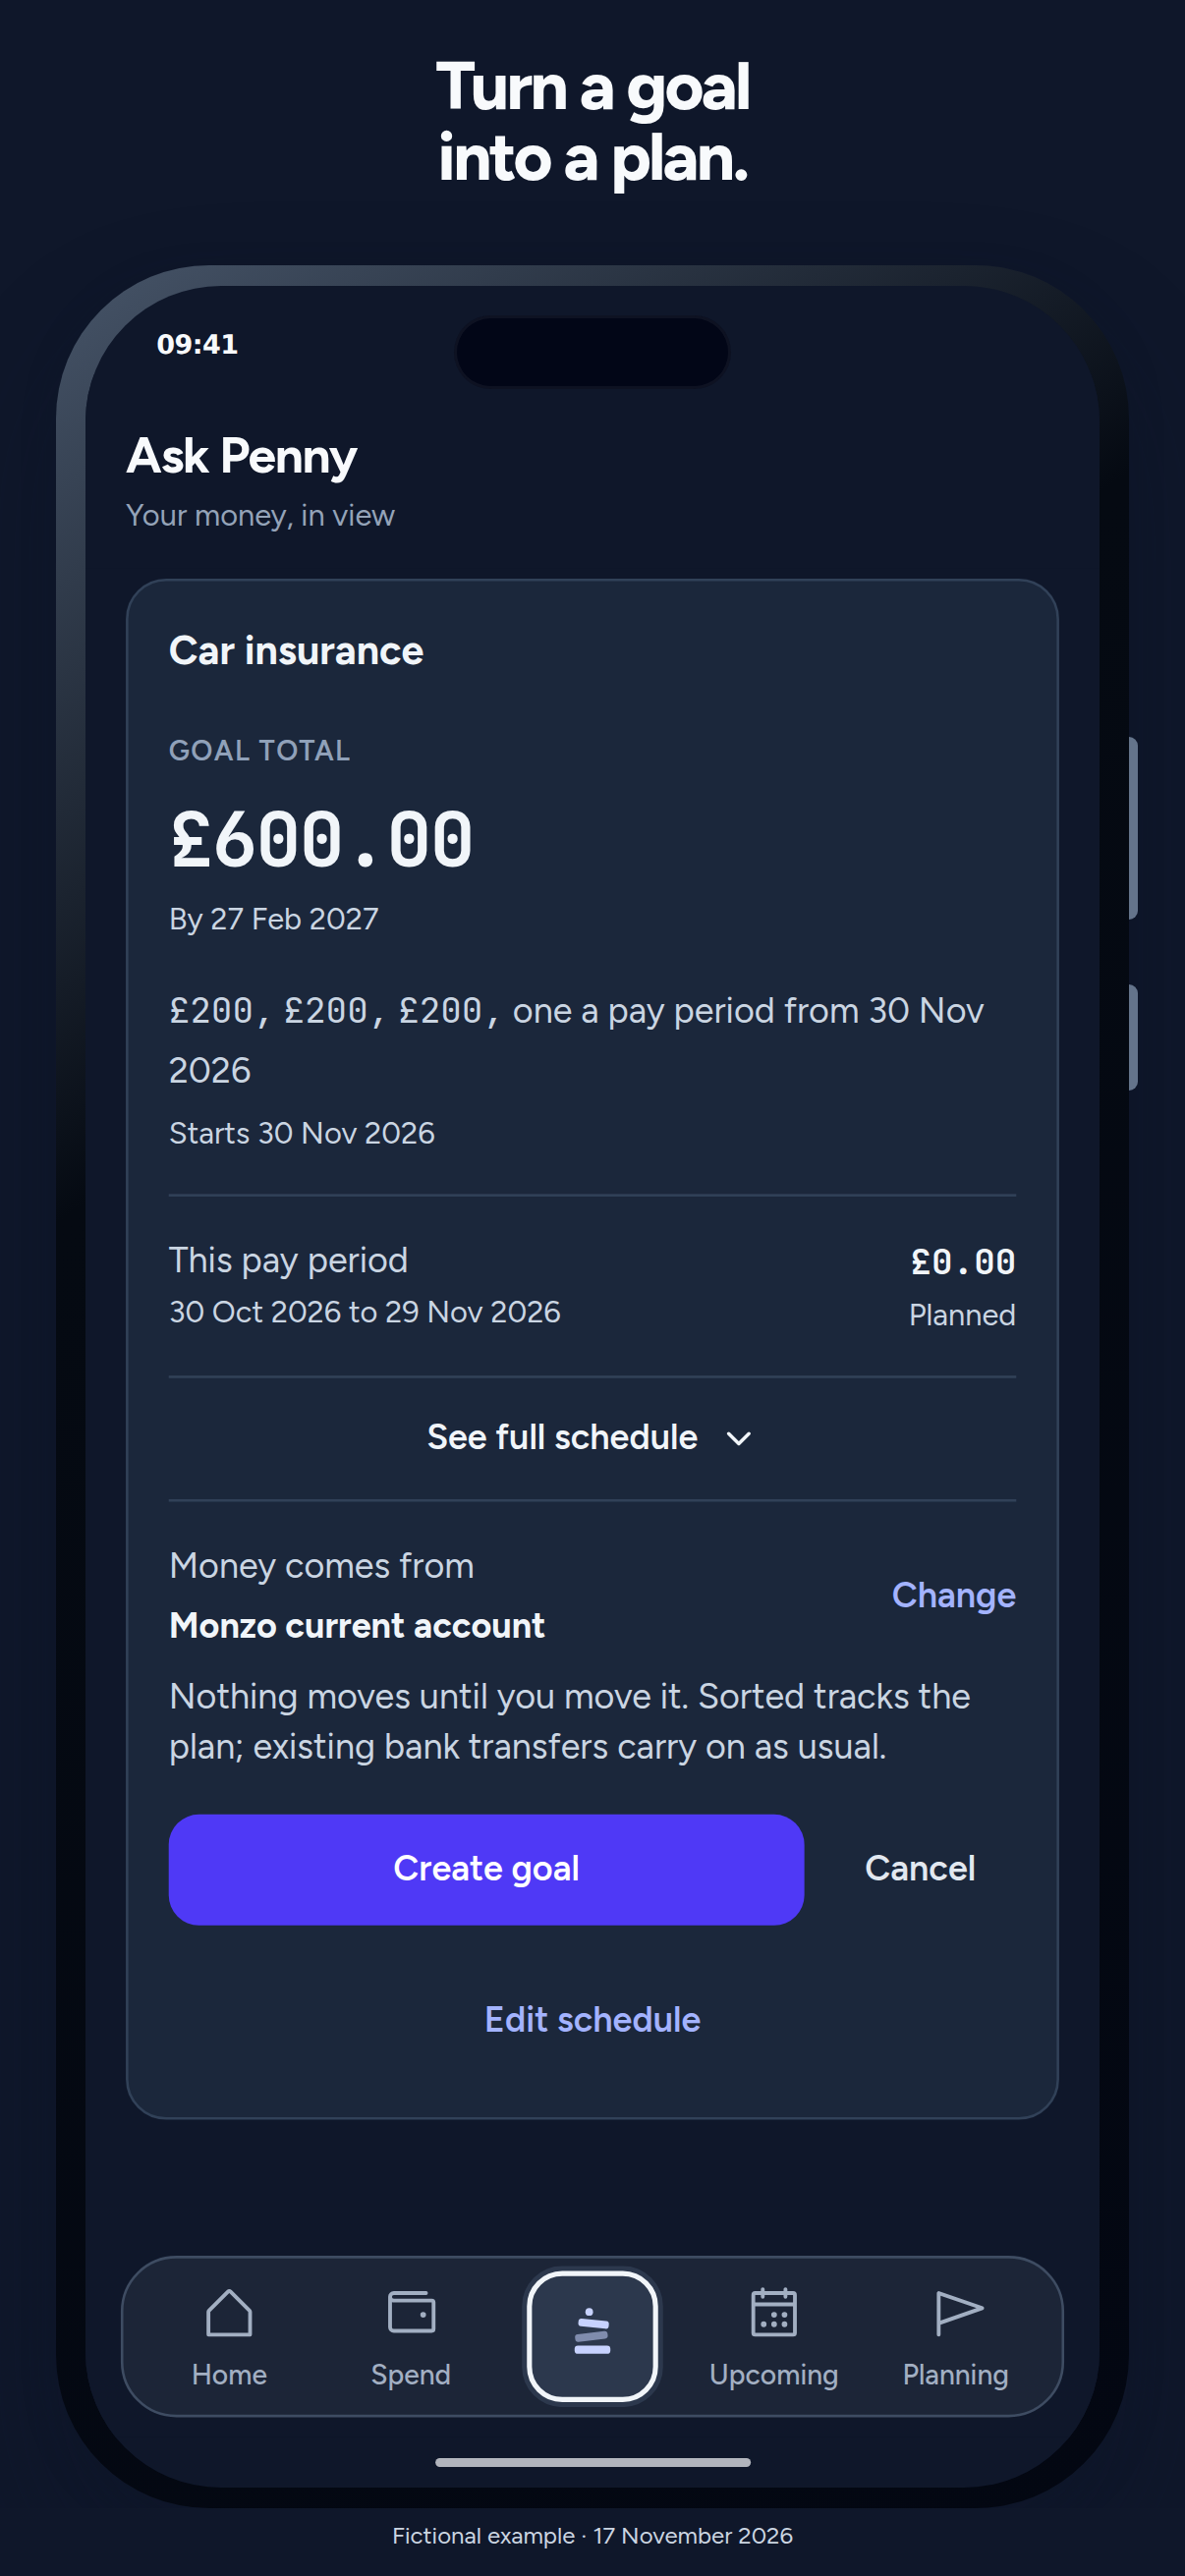 Turn a goal
into a plan.
09:41
Ask Penny
Your money, in view
Car insurance
GOAL TOTAL
£600.00
By 27 Feb 2027
£200, £200, £200, one a pay period from 30 Nov
2026
Starts 30 Nov 2026
This pay period £0.00
30 Oct 2026 to 29 Nov 2026 Planned
See full schedule
Money comes from
Change
Monzo current account
Nothing moves until you move it. Sorted tracks the
plan; existing bank transfers carry on as usual.
Create goal Cancel
Edit schedule
Home Spend Upcoming Planning
Fictional example · 17 November 2026